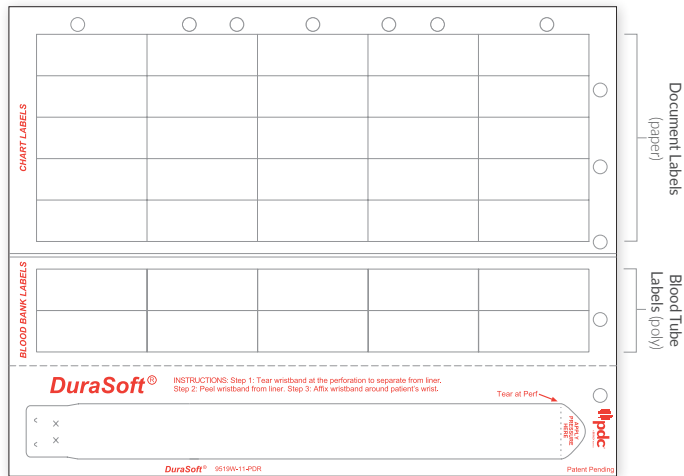 CHART LABELS
Document Labels
(paper)
BLOOD BANK LABELS
Blood Tube
Labels (poly)
DuraSoft®
INSTRUCTIONS: Step 1: Tear wristband at the perforation to separate from liner.
Step 2: Peel wristband from liner. Step 3: Affix wristband around patient's wrist.
Tear at Perf
APPLY
PRESSURE
HERE
pdc
DuraSoft® 9519W-11-PDR
Patent Pending